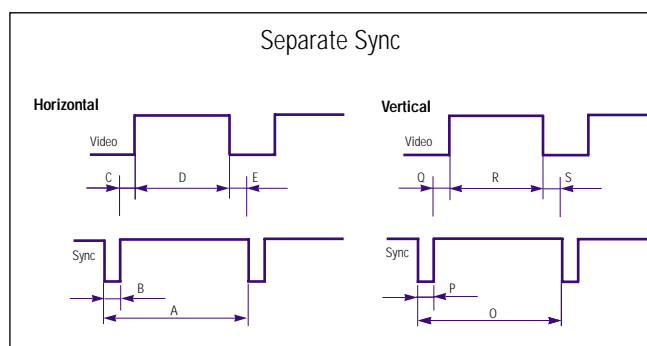 Separate Sync
Horizontal
Vertical
Video
Video
C D E
Q R S
Sync
Sync
B
P
A
O